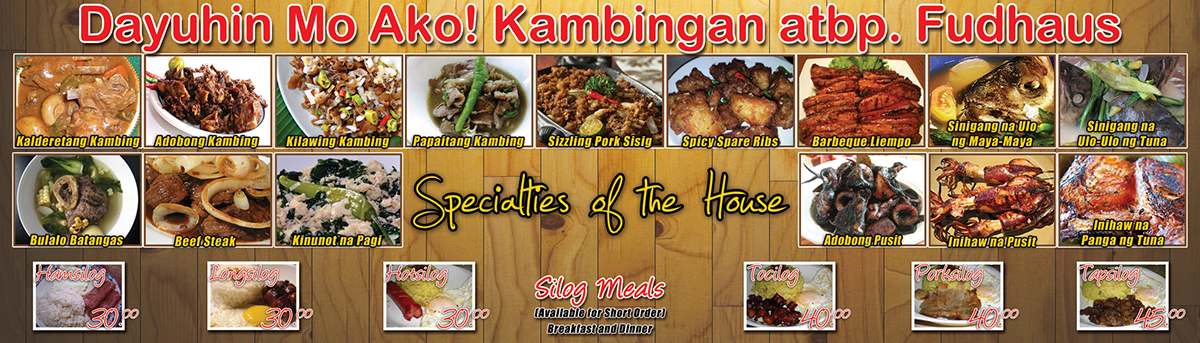 Dayuhin Mo Ako! Kambingan atbp. Fudhaus
Kalderetang Kambing
Adobong Kambing
Kilawing Kambing
Papaitang Kambing
Sizzling Pork Sisig
Spicy Spare Ribs
Barbeque Liempo
Sinigang na Ulo
ng Maya-Maya
Sinigang na
Ulo-Ulo ng Tuna
Bulalo Batangas
Beef Steak
Kinunot na Pagi
Specialties of the House
Adobong Pusit
Inihaw na Pusit
Inihaw na
Panga ng Tuna
Hamsilog
30.00
Longsilog
30.00
Hotsilog
30.00
Silog Meals
(Available for Short Order)
Breakfast and Dinner
Tocilog
40.00
Porksilog
40.00
Tapsilog
45.00